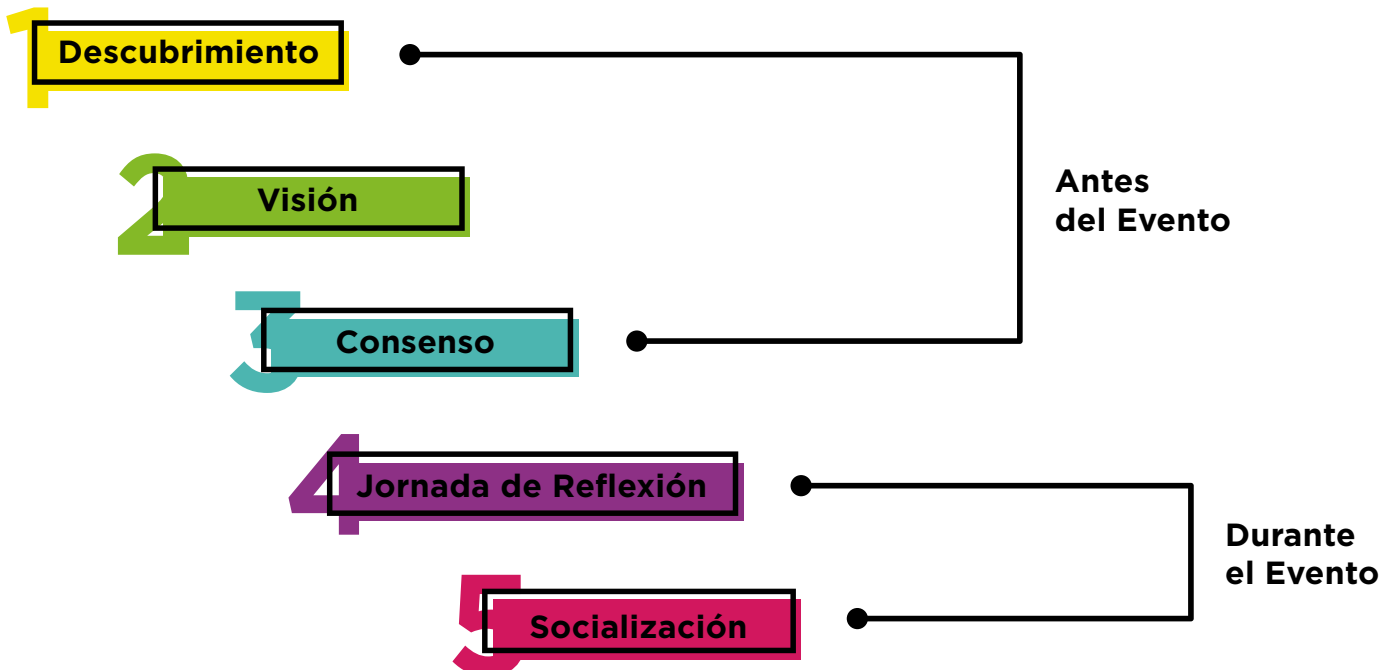 1 Descubrimiento
2 Visión
Antes
del Evento
3 Consenso
4 Jornada de Reflexión
Durante
el Evento
5 Socialización